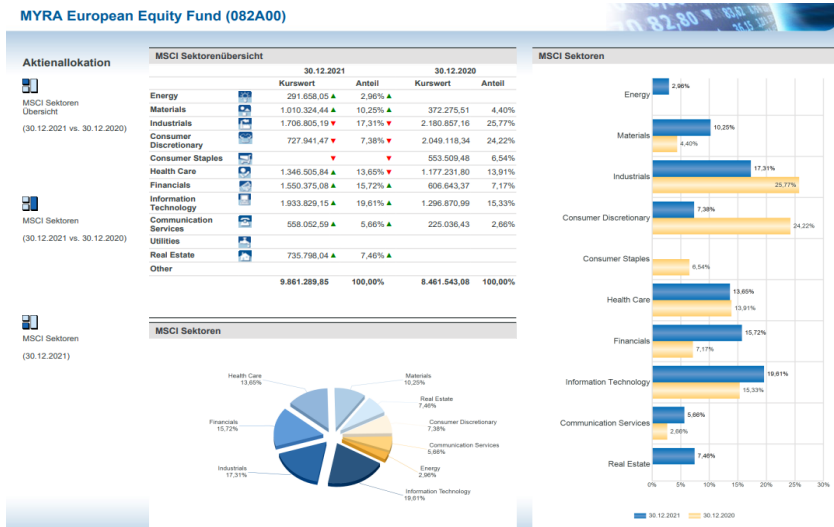 MYRA European Equity Fund (082A00)
Aktienallokation
MSCI Sektoren
Übersicht
(30.12.2021 vs. 30.12.2020)
MSCI Sektoren
(30.12.2021 vs. 30.12.2020)
MSCI Sektoren
(30.12.2021)
MSCI Sektorenübersicht
30.12.2021 30.12.2020
Kurswert Anteil Kurswert Anteil
Energy 291.658,05 ▲ 2,96% ▲
Materials 1.010.324,44 ▲ 10,25% ▲ 372.275,51 4,40%
Industrials 1.706.805,19 ▼ 17,31% ▼ 2.180.857,16 25,77%
Consumer
Discretionary 727.941,47 ▼ 7,38% ▼ 2.049.118,34 24,22%
Consumer Staples ▼ ▼ 553.509,48 6,54%
Health Care 1.346.505,84 ▲ 13,65% ▼ 1.177.231,80 13,91%
Financials 1.550.375,08 ▲ 15,72% ▲ 606.643,37 7,17%
Information
Technology 1.933.829,15 ▲ 19,61% ▲ 1.296.870,99 15,33%
Communication
Services 558.052,59 ▲ 5,66% ▲ 225.036,43 2,66%
Utilities
Real Estate 735.798,04 ▲ 7,46% ▲
Other
9.861.289,85 100,00% 8.461.543,08 100,00%
MSCI Sektoren
Health Care
13,65%
Materials
10,25%
Real Estate
7,46%
Financials
15,72%
Consumer Discretionary
7,38%
Communication Services
5,66%
Industrials
17,31%
Energy
2,96%
Information Technology
19,61%
MSCI Sektoren
Energy 2,96%
Materials 10,25%
4,40%
Industrials 17,31%
25,77%
Consumer Discretionary 7,38%
24,22%
Consumer Staples
6,54%
Health Care 13,65%
13,91%
Financials 15,72%
7,17%
Information Technology 19,61%
15,33%
Communication Services 5,66%
2,66%
Real Estate 7,46%
0% 5% 10% 15% 20% 25% 30%
30.12.2021 30.12.2020